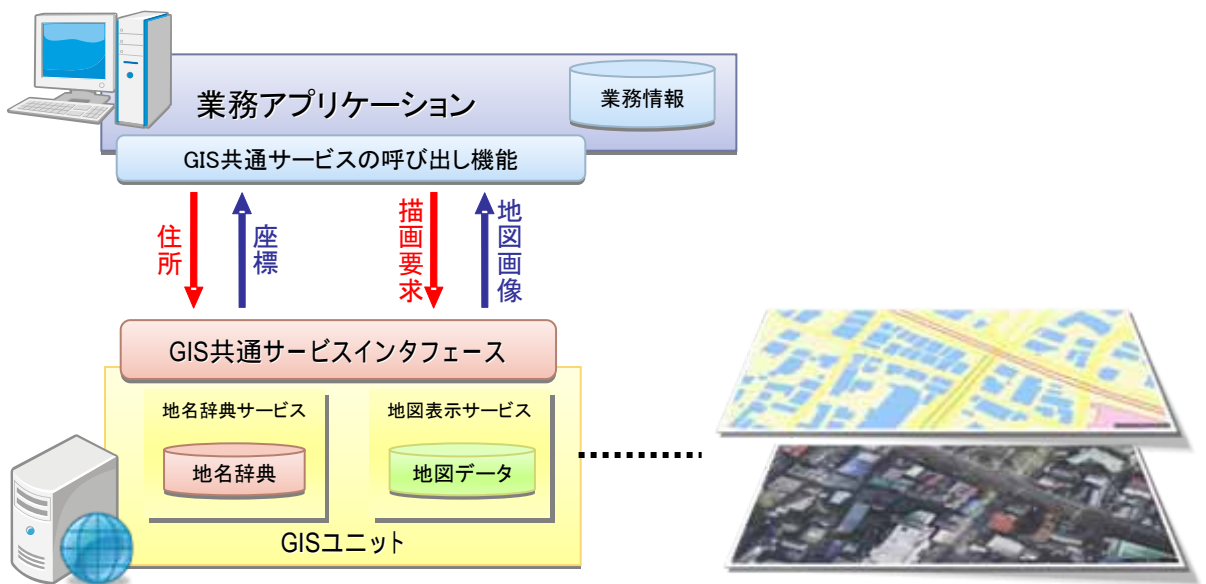 業務アプリケーション
業務情報
GIS共通サービスの呼び出し機能
住所
座標
描画要求
地図画像
GIS共通サービスインタフェース
地名辞典サービス
地図表示サービス
地名辞典
地図データ
GISユニット